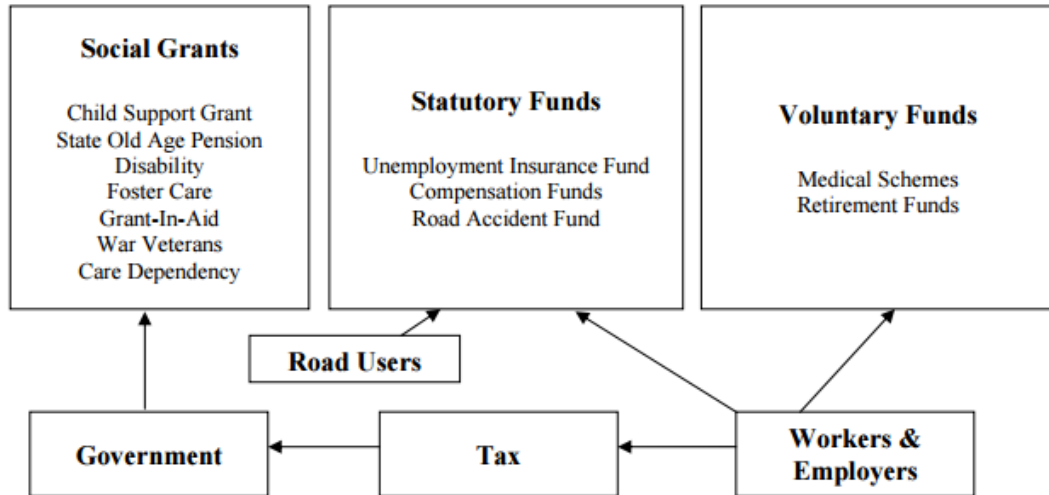 Social Grants
Child Support Grant
State Old Age Pension
Disability
Foster Care
Grant-In-Aid
War Veterans
Care Dependency
Statutory Funds
Unemployment Insurance Fund
Compensation Funds
Road Accident Fund
Voluntary Funds
Medical Schemes
Retirement Funds
Road Users
Government
Tax
Workers &
Employers